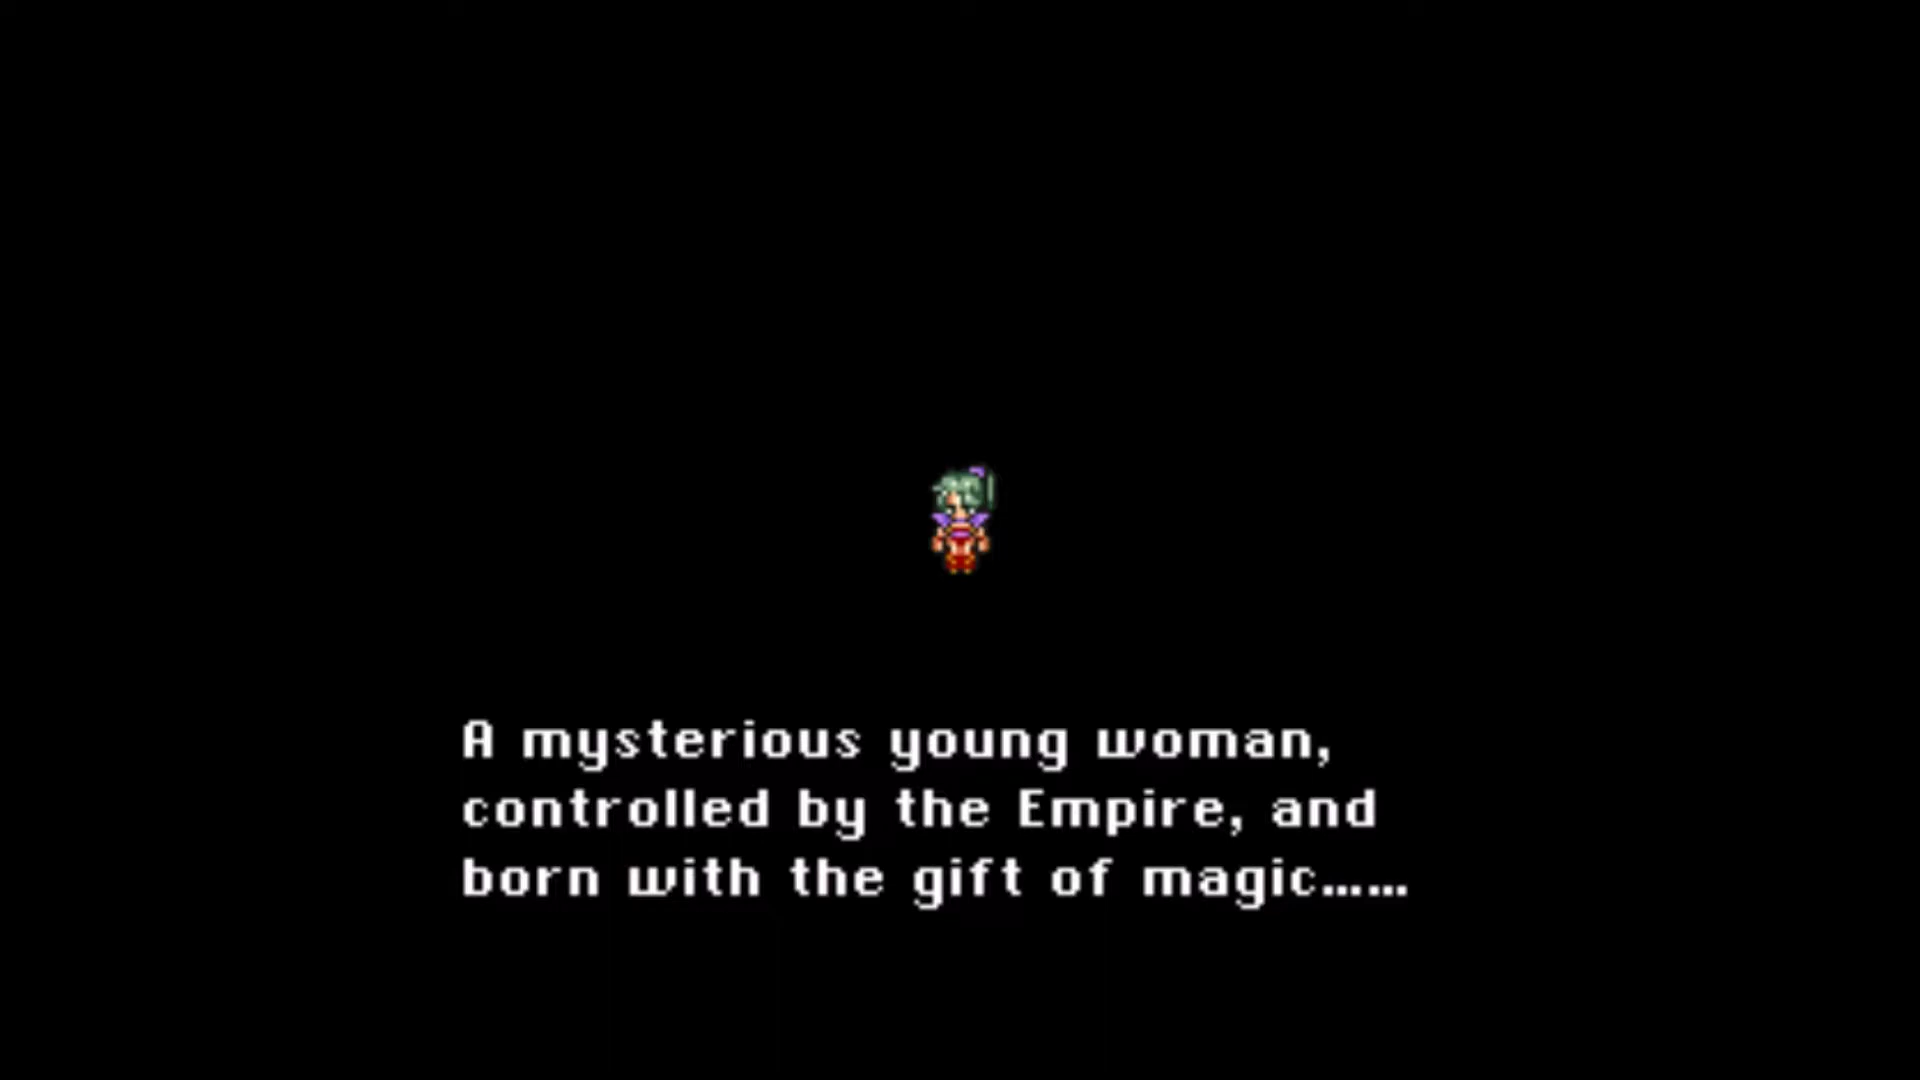 A mysterious young woman,
controlled by the Empire, and
born with the gift of magic……